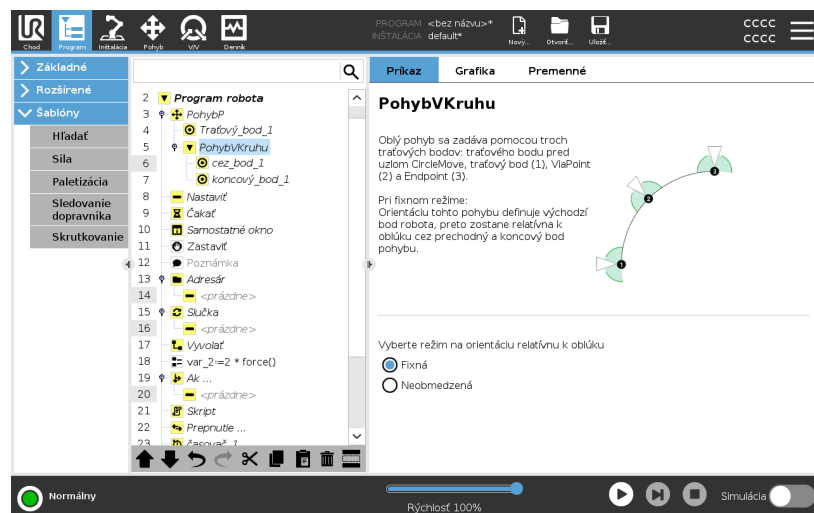 PROGRAM <bez názvu>*
INŠTALÁCIA default*
Chod
Program
Inštalácia
Pohyb
V/V
Denník
Nový...
Otvoriť...
Uložiť...
cccc
cccc
Základné
Rozšírené
Šablóny
Hľadať
Sila
Paletizácia
Sledovanie
dopravníka
Skrutkovanie
2 Program robota
3 PohybP
4 Traťový_bod_1
5 PohybVKruhu
6 cez_bod_1
7 koncový_bod_1
8 Nastaviť
9 Čakať
10 Samostatné okno
11 Zastaviť
12 Poznámka
13 Adresár
14 <prázdne>
15 Slučka
16 <prázdne>
17 Vyvolať
18 var_2:=2 * force()
19 Ak ...
20 <prázdne>
21 Skript
22 Prepnutie ...
23 časovač_1
Príkaz
Grafika
Premenné
PohybVKruhu
Oblý pohyb sa zadáva pomocou troch
traťových bodov: traťového bodu pred
uzlom CircleMove, traťový bod (1), ViaPoint
(2) a Endpoint (3).
Pri fixnom režime:
Orientáciu tohto pohybu definuje východzí
bod robota, preto zostane relatívna k
oblúku cez prechodný a koncový bod
pohybu.
1
2
3
Vyberte režim na orientáciu relatívnu k oblúku
Fixná
Neobmedzená
Normálny
Rýchlosť 100%
Simulácia